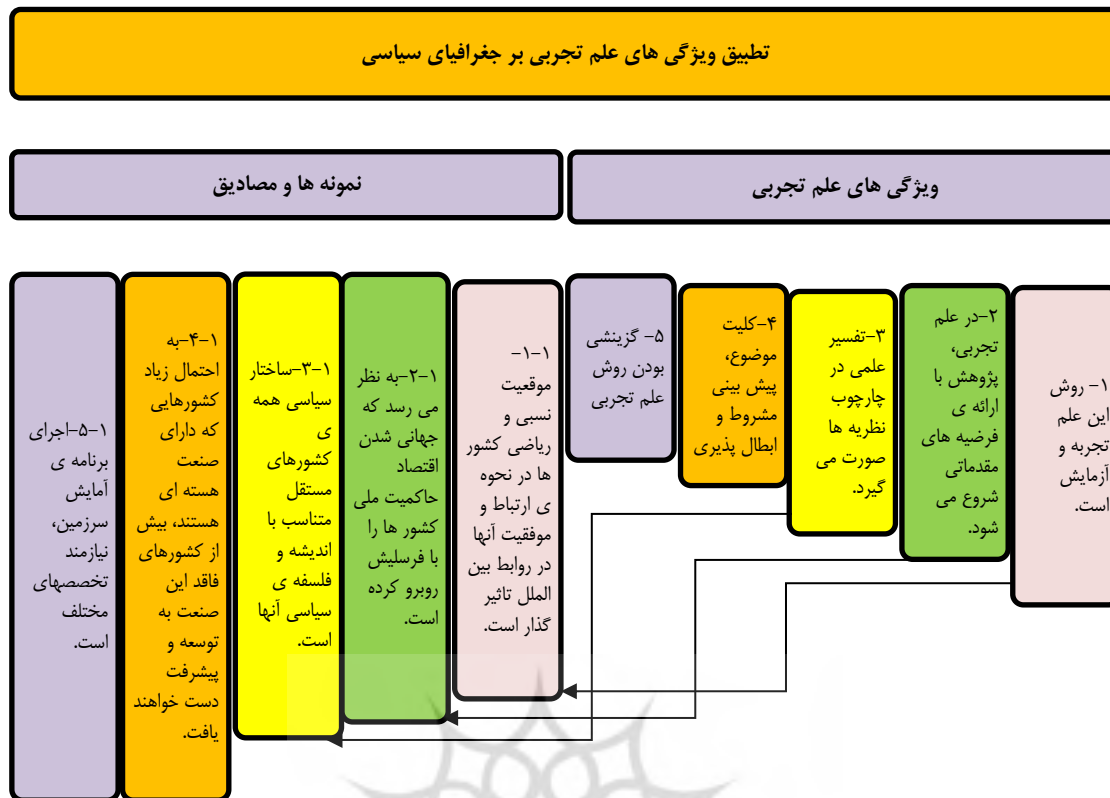 تطبیق ویژگی های علم تجربی بر جغرافیای سیاسی
ویژگی های علم تجربی
نمونه ها و مصادیق
۱- روش
این علم
تجربه و
آزمایش
است.
۲-در علم
تجربی،
پژوهش با
ارائه ی
فرضیه های
مقدماتی
شروع می
شود.
۳-تفسیر
علمی در
چارچوب
نظریه ها
صورت می
گیرد.
۴-کلیت
موضوع،
پیش بینی
مشروط و
ابطال پذیری
۵- گزینشی
بودن روش
علم تجربی
۱-۱-
موقعیت
نسبی و
ریاضی کشور
ها در نحوه
ی ارتباط و
موفقیت آنها
در روابط بین
الملل تاثیر
گذار است.
۱-۲-به نظر
می رسد که
جهانی شدن
اقتصاد
حاکمیت ملی
کشور ها را
با فرسایش
روبرو کرده
است.
۱-۳-ساختار
سیاسی همه
ی
کشورهای
مستقل
متناسب با
اندیشه و
فلسفه ی
سیاسی آنها
است.
۱-۴-به
احتمال زیاد
کشورهایی
که دارای
صنعت
هسته ای
هستند، بیش
از کشورهای
فاقد این
صنعت به
توسعه و
پیشرفت
دست خواهند
یافت.
۱-۵-اجرای
برنامه ی
آمایش
سرزمین،
نیازمند
تخصصهای
مختلف
است.